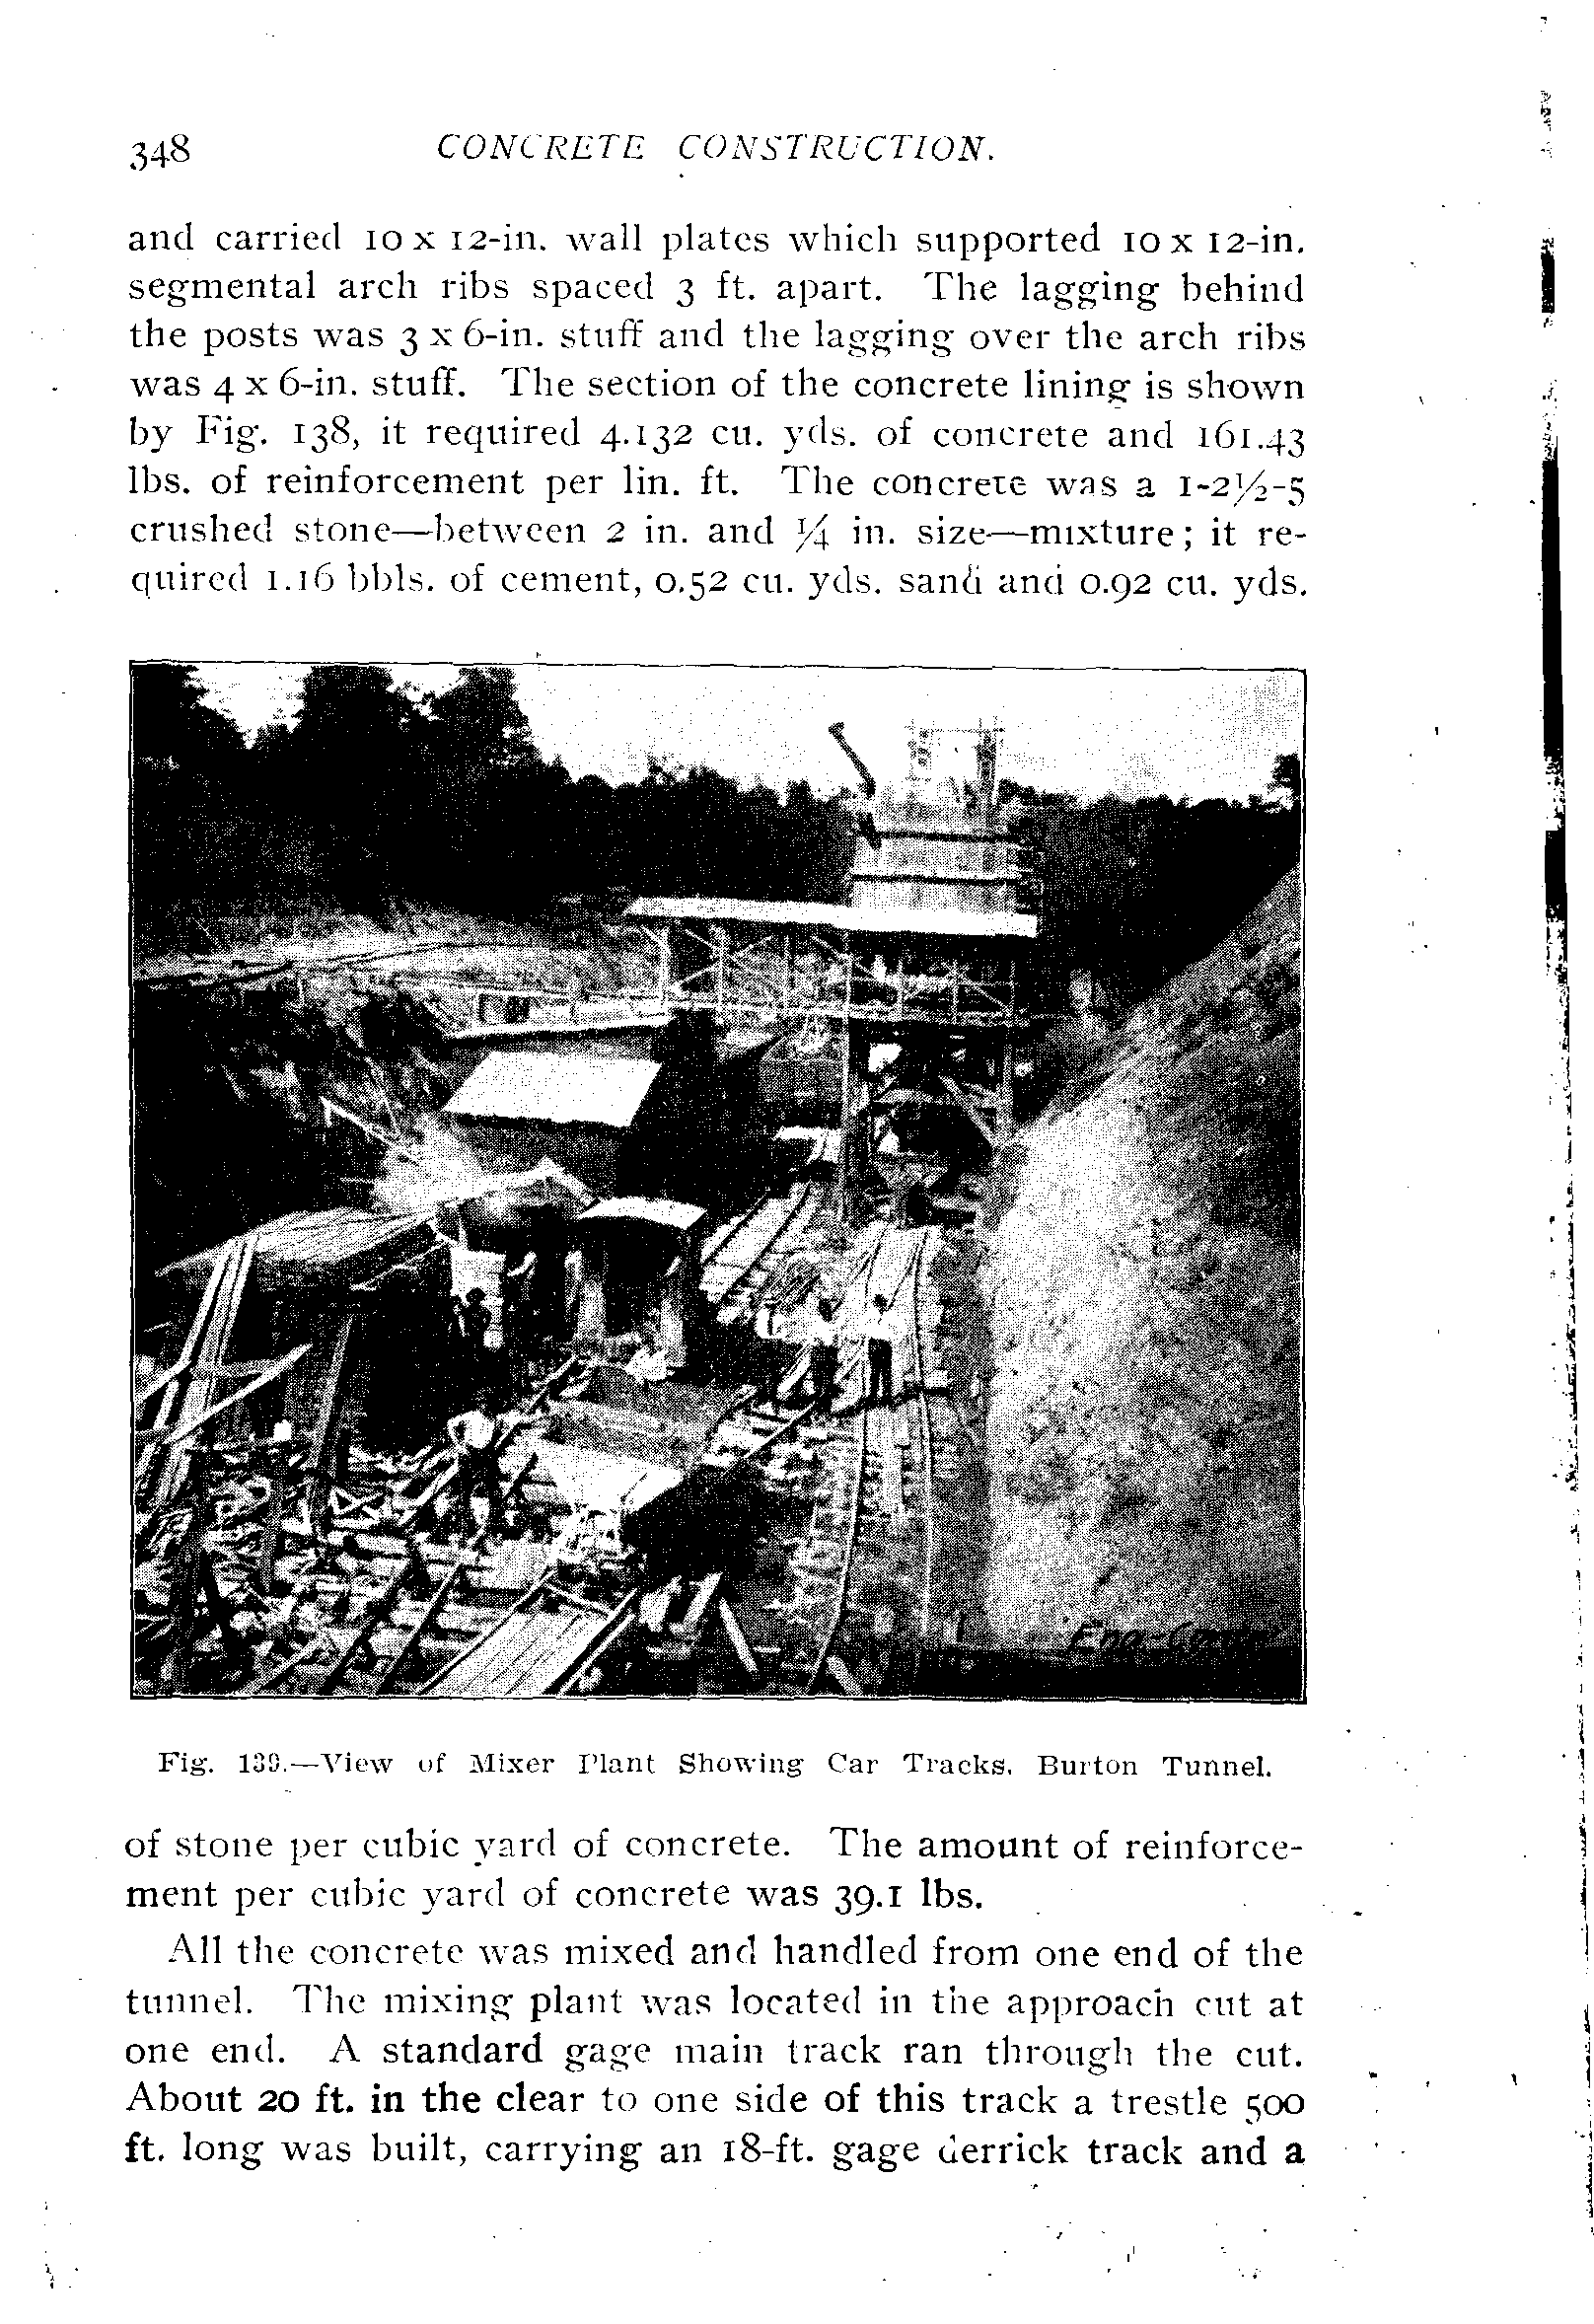 348
CONCRETE CONSTRUCTION.
and carried 10 x 12-in. wall plates which supported 10 x 12-in.
segmental arch ribs spaced 3 ft. apart. The lagging behind
the posts was 3 x 6-in. stuff and the lagging over the arch ribs
was 4 x 6-in. stuff. The section of the concrete lining is shown
by Fig. 138, it required 4.132 cu. yds. of concrete and 161.43
lbs. of reinforcement per lin. ft. The concrete was a 1-2½-5
crushed stone—between 2 in. and ¼ in. size—mixture; it re-
quired 1.16 bbls. of cement, 0.52 cu. yds. sand and 0.92 cu. yds.
Eng.-Contr.
Fig. 139.—View of Mixer Plant Showing Car Tracks, Burton Tunnel.
of stone per cubic yard of concrete. The amount of reinforce-
ment per cubic yard of concrete was 39.1 lbs.
All the concrete was mixed and handled from one end of the
tunnel. The mixing plant was located in the approach cut at
one end. A standard gage main track ran through the cut.
About 20 ft. in the clear to one side of this track a trestle 500
ft. long was built, carrying an 18-ft. gage derrick track and a